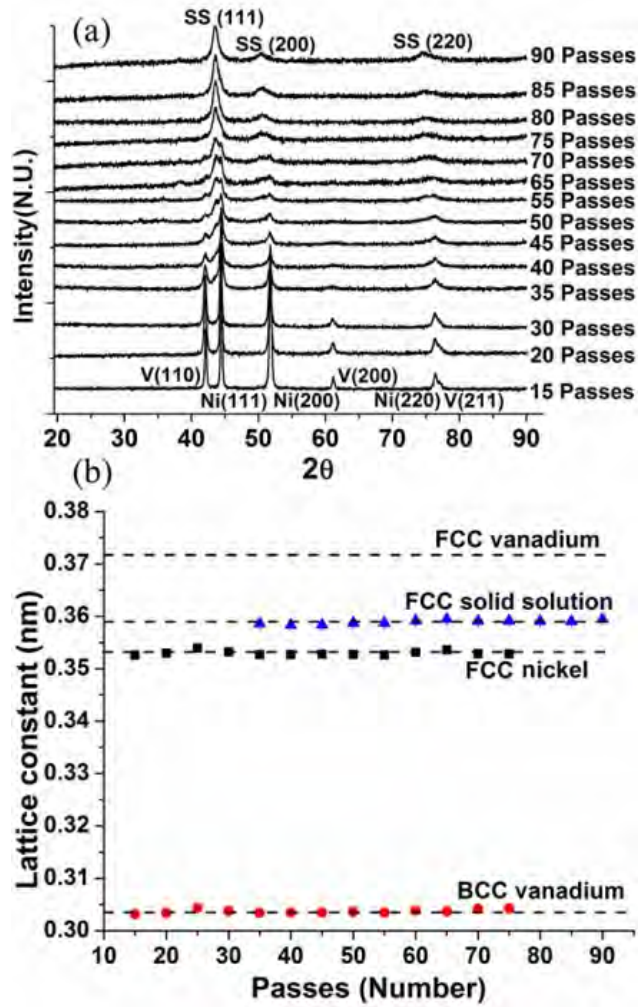 (a)
SS (111)
SS (200)
SS (220)
90 Passes
85 Passes
80 Passes
75 Passes
70 Passes
65 Passes
55 Passes
50 Passes
45 Passes
40 Passes
35 Passes
30 Passes
20 Passes
15 Passes
V(110)
Ni(111)
Ni(200)
V(200)
Ni(220)
V(211)
Intensity(N.U.)
20 30 40 50 60 70 80 90
2θ
(b)
0.38
0.37
0.36
0.35
0.34
0.33
0.32
0.31
0.30
Lattice constant (nm)
FCC vanadium
FCC solid solution
FCC nickel
BCC vanadium
10 20 30 40 50 60 70 80 90
Passes (Number)